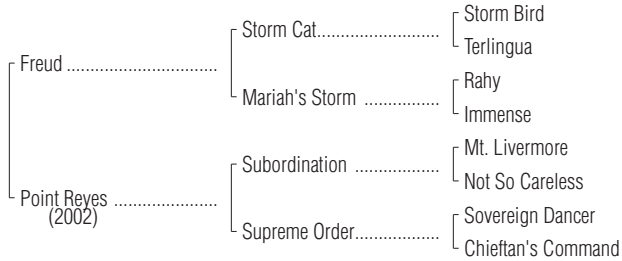 Storm Bird
Storm Cat..........................
Terlingua
Freud ................................
Rahy
Mariah's Storm ................
Immense
Mt. Livermore
Subordination ..................
Not So Careless
Point Reyes ......................
(2002)
Sovereign Dancer
Supreme Order..................
Chieftan's Command